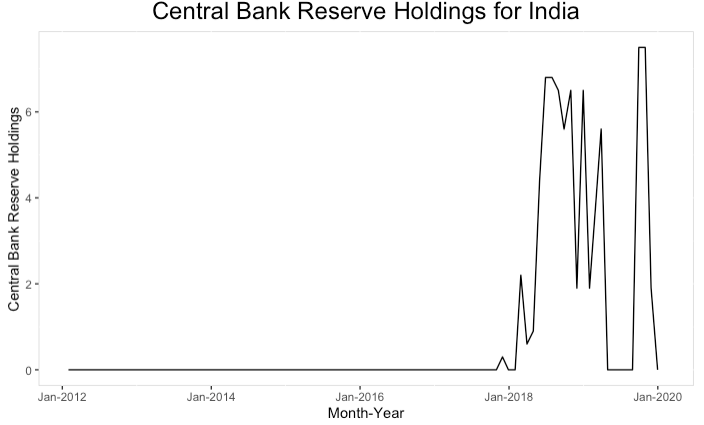 Central Bank Reserve Holdings for India
Central Bank Reserve Holdings
6
4
2
0
Jan-2012 Jan-2014 Jan-2016 Jan-2018 Jan-2020
Month-Year